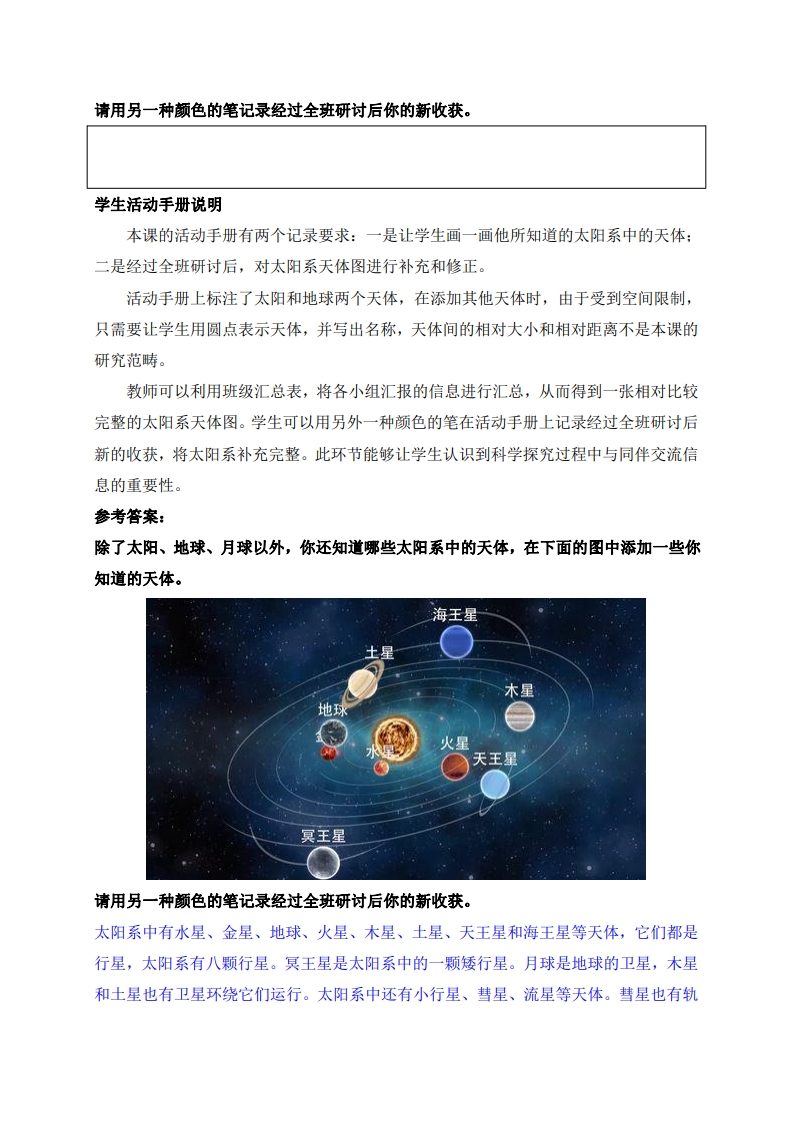 请用另一种颜色的笔记录经过全班研讨后你的新收获。
学生活动手册说明
本课的活动手册有两个记录要求：一是让学生画一画他所知道的太阳系中的天体；
二是经过全班研讨后，对太阳系天体图进行补充和修正。
活动手册上标注了太阳和地球两个天体，在添加其他天体时，由于受到空间限制，
只需要让学生用圆点表示天体，并写出名称，天体间的相对大小和相对距离不是本课的
研究范畴。
教师可以利用班级汇总表，将各小组汇报的信息进行汇总，从而得到一张相对比较
完整的太阳系天体图。学生可以用另外一种颜色的笔在活动手册上记录经过全班研讨后
新的收获，将太阳系补充完整。此环节能够让学生认识到科学探究过程中与同伴交流信
息的重要性。
参考答案：
除了太阳、地球、月球以外，你还知道哪些太阳系中的天体，在下面的图中添加一些你
知道的天体。
海王星
土星
木星
地球
火星
水星
天王星
冥王星
请用另一种颜色的笔记录经过全班研讨后你的新收获。
太阳系中有水星、金星、地球、火星、木星、土星、天王星和海王星等天体，它们都是
行星，太阳系有八颗行星。冥王星是太阳系中的一颗矮行星。月球是地球的卫星，木星
和土星也有卫星环绕它们运行。太阳系中还有小行星、彗星、流星等天体。彗星也有轨